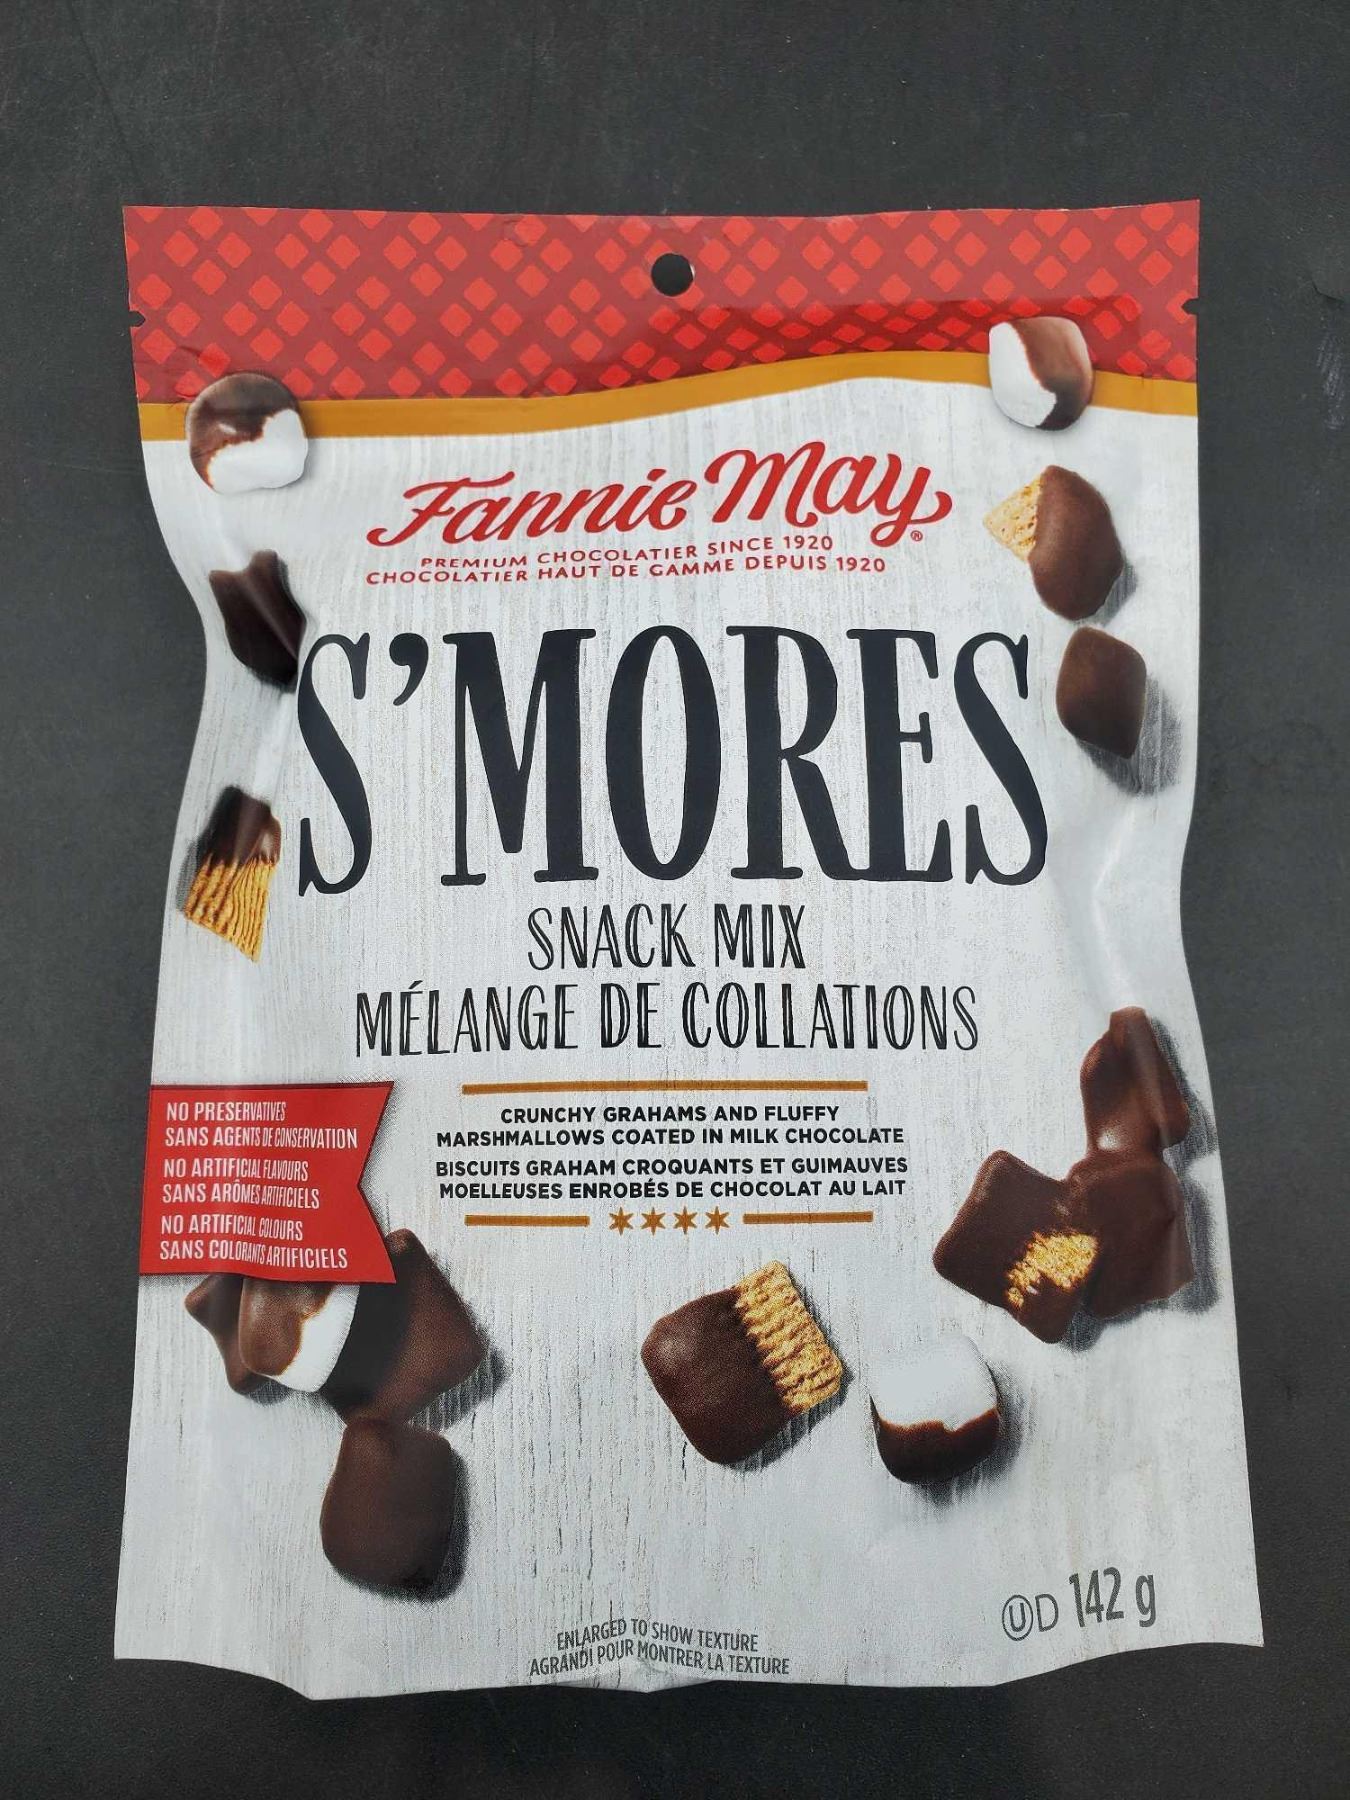 Fannie May®
PREMIUM CHOCOLATIER SINCE 1920
CHOCOLATIER HAUT DE GAMME DEPUIS 1920
S'MORES
SNACK MIX
MÉLANGE DE COLLATIONS
NO PRESERVATIVES
SANS AGENTS DE CONSERVATION
NO ARTIFICIAL FLAVOURS
SANS ARÔMES ARTIFICIELS
NO ARTIFICIAL COLOURS
SANS COLORANTS ARTIFICIELS
CRUNCHY GRAHAMS AND FLUFFY
MARSHMALLOWS COATED IN MILK CHOCOLATE
BISCUITS GRAHAM CROQUANTS ET GUIMAUVES
MOELLEUSES ENROBÉS DE CHOCOLAT AU LAIT
ⓊD 142 g
ENLARGED TO SHOW TEXTURE
AGRANDI POUR MONTRER LA TEXTURE